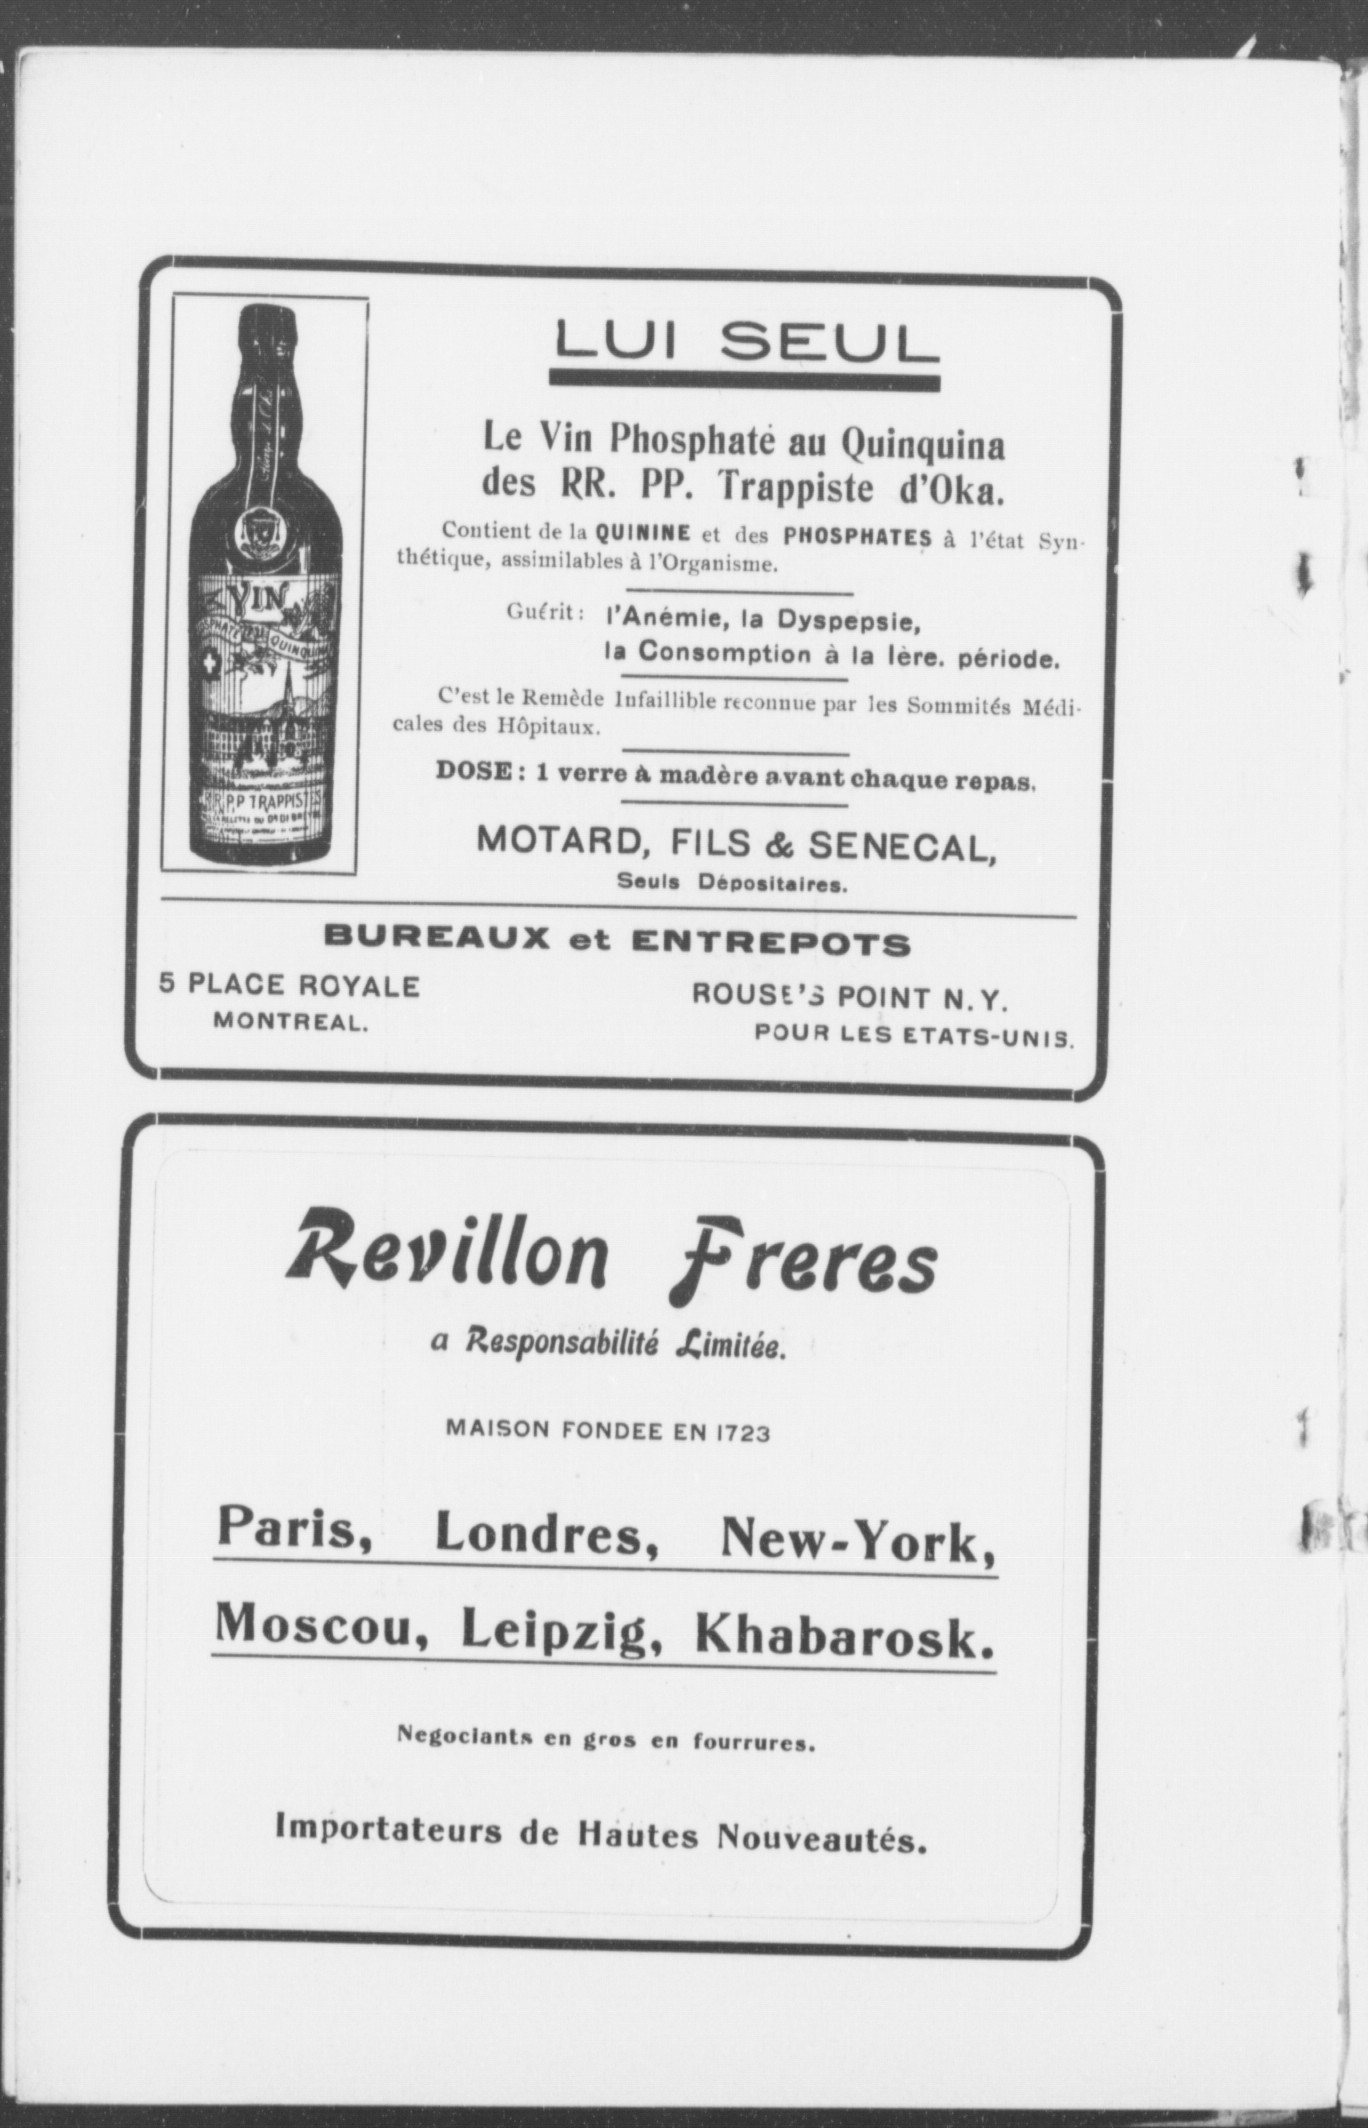 LUI SEUL
Le Vin Phosphaté au Quinquina
des RR. PP. Trappiste d'Oka.
Contient de la QUININE et des PHOSPHATES à l'état Syn-
thétique, assimilables à l'Organisme.
Guérit: l'Anémie, la Dyspepsie,
la Consomption à la 1ère. période.
C'est le Remède Infaillible reconnue par les Sommités Médi-
cales des Hôpitaux.
DOSE: 1 verre à madère avant chaque repas.
MOTARD, FILS & SENECAL,
Seuls Dépositaires.
VIN
PHOSPHATÉ AU QUINQUINA
R.R.P.P TRAPPISTES
BUREAUX et ENTREPOTS
5 PLACE ROYALE
MONTREAL.
ROUSE'S POINT N.Y.
POUR LES ETATS-UNIS.
Revillon Freres
a Responsabilité Limitée.
MAISON FONDEE EN 1723
Paris, Londres, New-York,
Moscou, Leipzig, Khabarosk.
Negociants en gros en fourrures.
Importateurs de Hautes Nouveautés.